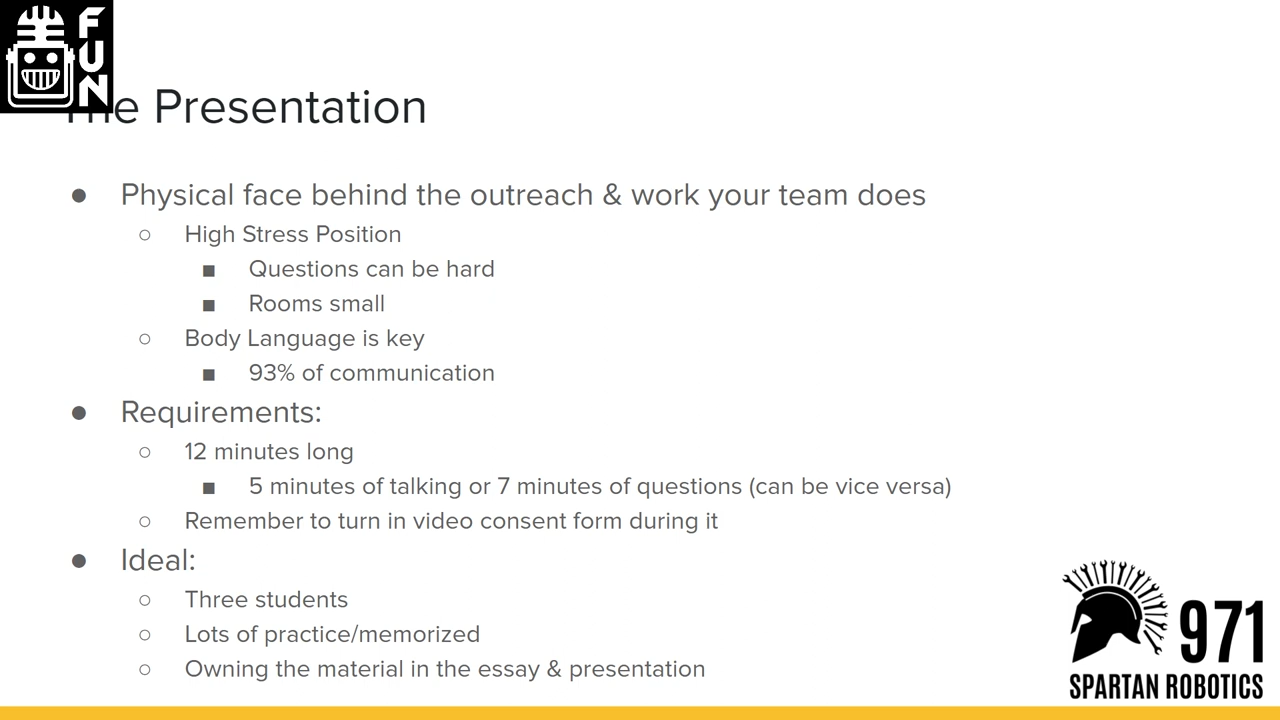 FUN
The Presentation
● Physical face behind the outreach & work your team does
○ High Stress Position
■ Questions can be hard
■ Rooms small
○ Body Language is key
■ 93% of communication
● Requirements:
○ 12 minutes long
■ 5 minutes of talking or 7 minutes of questions (can be vice versa)
○ Remember to turn in video consent form during it
● Ideal:
○ Three students
○ Lots of practice/memorized
○ Owning the material in the essay & presentation
971
SPARTAN ROBOTICS